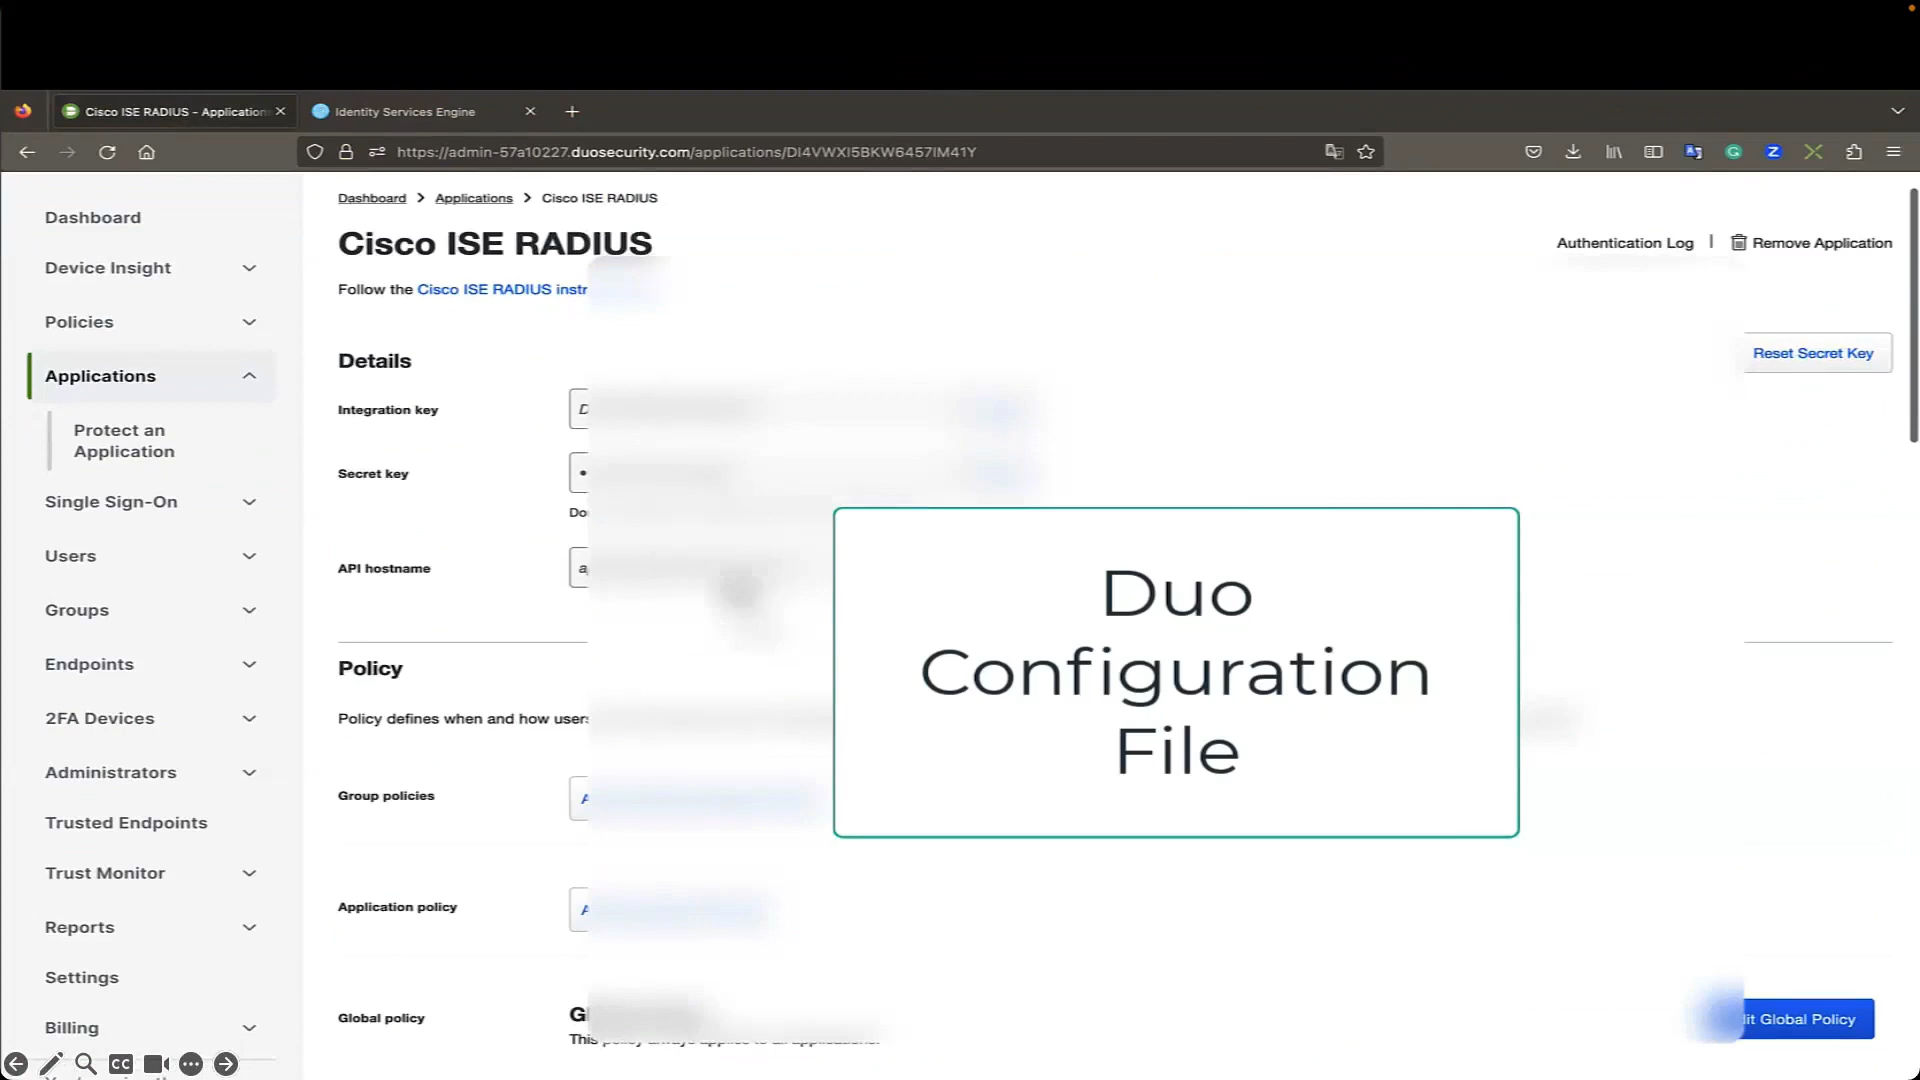 Cisco ISE RADIUS - Application
Identity Services Engine
https://admin-57a10227.duosecurity.com/applications/DI4VWXI5BKW6457IM41Y
Dashboard
Device Insight
Policies
Applications
Protect an
Application
Single Sign-On
Users
Groups
Endpoints
2FA Devices
Administrators
Trusted Endpoints
Trust Monitor
Reports
Settings
Billing
Dashboard > Applications > Cisco ISE RADIUS
Cisco ISE RADIUS
Authentication Log | Remove Application
Follow the Cisco ISE RADIUS instr
Details
Reset Secret Key
Integration key
Secret key
API hostname
Policy
Policy defines when and how users
Group policies
Application policy
Global policy
This policy always applies to all applications.
Global Policy
Duo
Configuration
File
CC